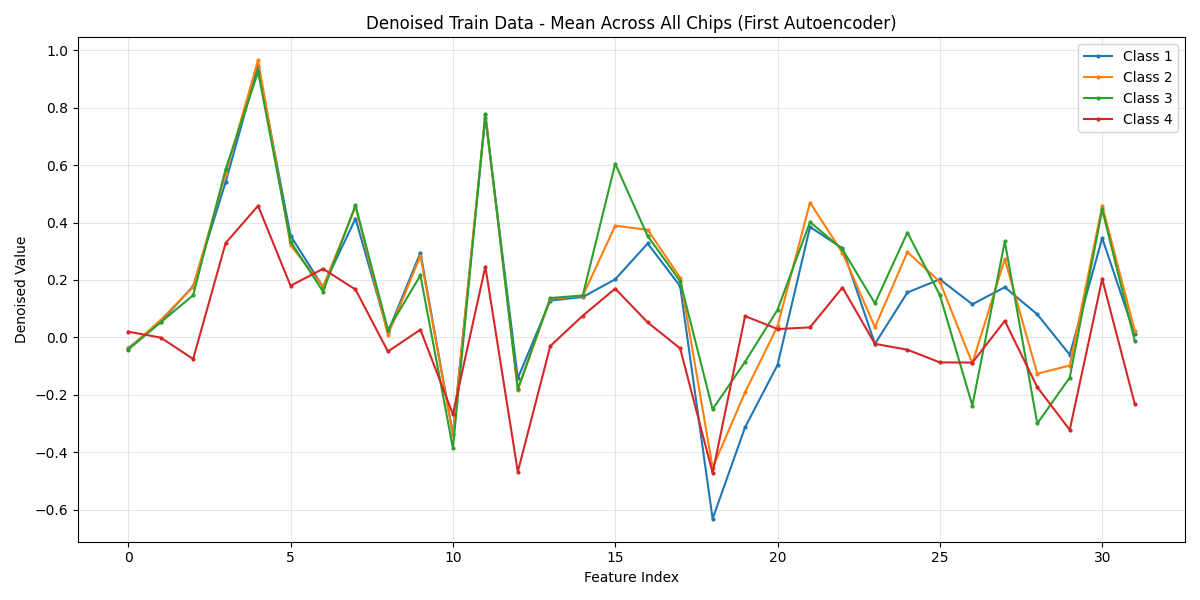 Denoised Train Data - Mean Across All Chips (First Autoencoder)
Class 1
Class 2
Class 3
Class 4
1.0
0.8
0.6
0.4
0.2
0.0
−0.2
−0.4
−0.6
Denoised Value
0 5 10 15 20 25 30
Feature Index